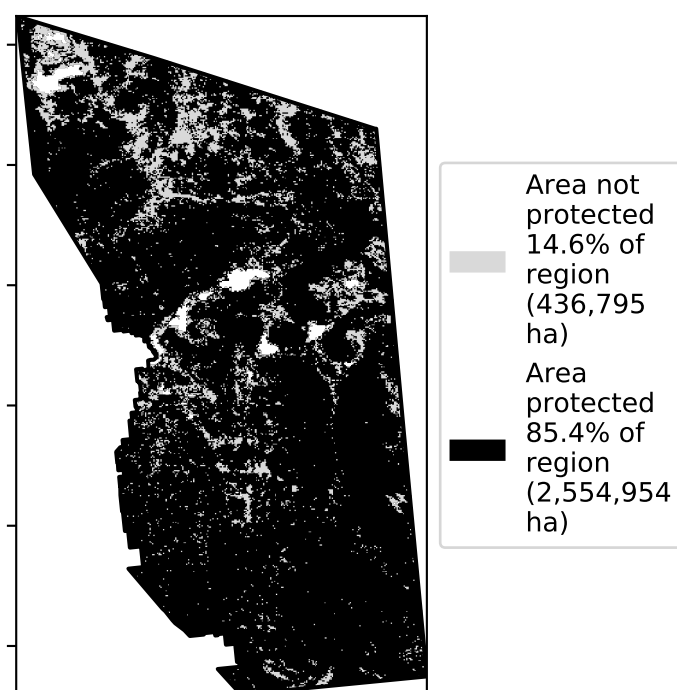 Area not
protected
14.6% of
region
(436,795
ha)
Area
protected
85.4% of
region
(2,554,954
ha)